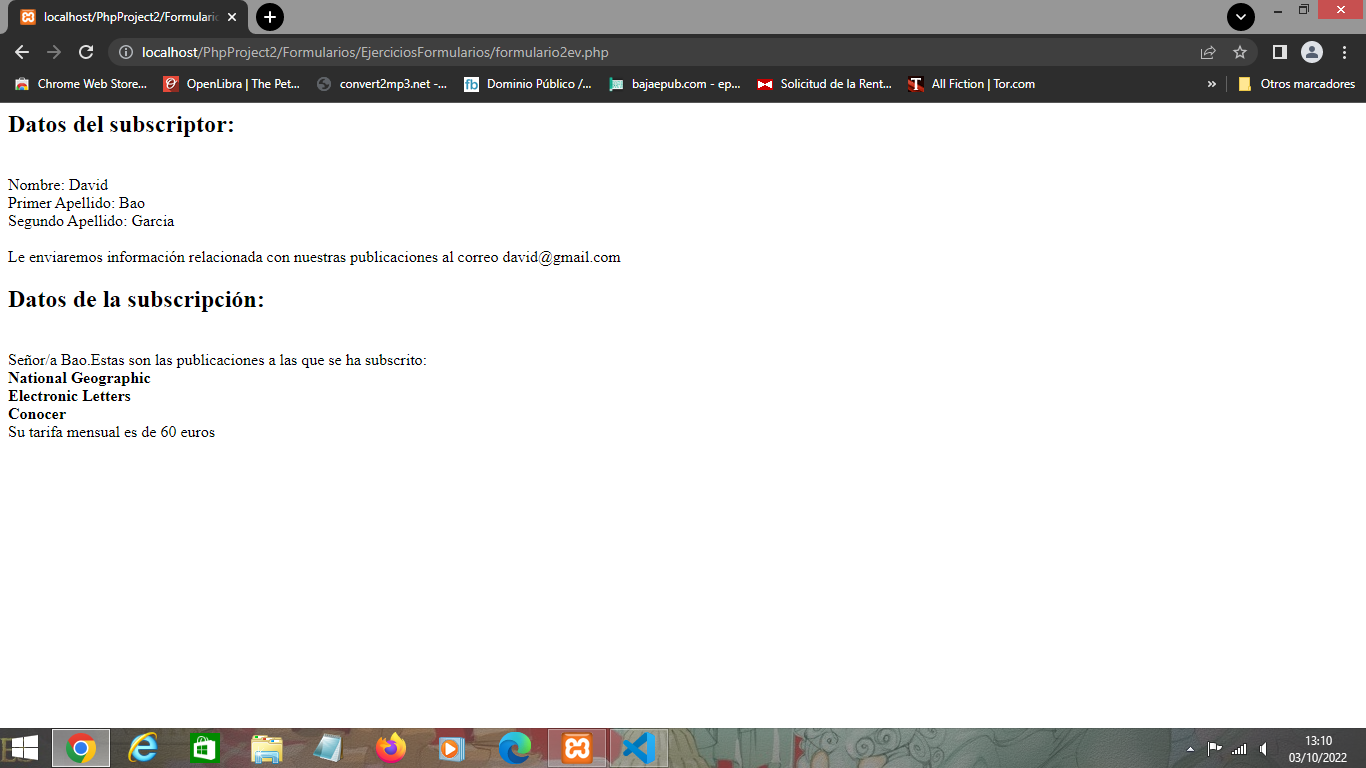 localhost/PhpProject2/Formulario
localhost/PhpProject2/Formularios/EjerciciosFormularios/formulario2ev.php
Chrome Web Store... OpenLibra | The Pet... convert2mp3.net -... Dominio Público /... bajaepub.com - ep... Solicitud de la Rent... All Fiction | Tor.com » Otros marcadores
Datos del subscriptor:
Nombre: David
Primer Apellido: Bao
Segundo Apellido: Garcia
Le enviaremos información relacionada con nuestras publicaciones al correo david@gmail.com
Datos de la subscripción:
Señor/a Bao.Estas son las publicaciones a las que se ha subscrito:
National Geographic
Electronic Letters
Conocer
Su tarifa mensual es de 60 euros
13:10
03/10/2022